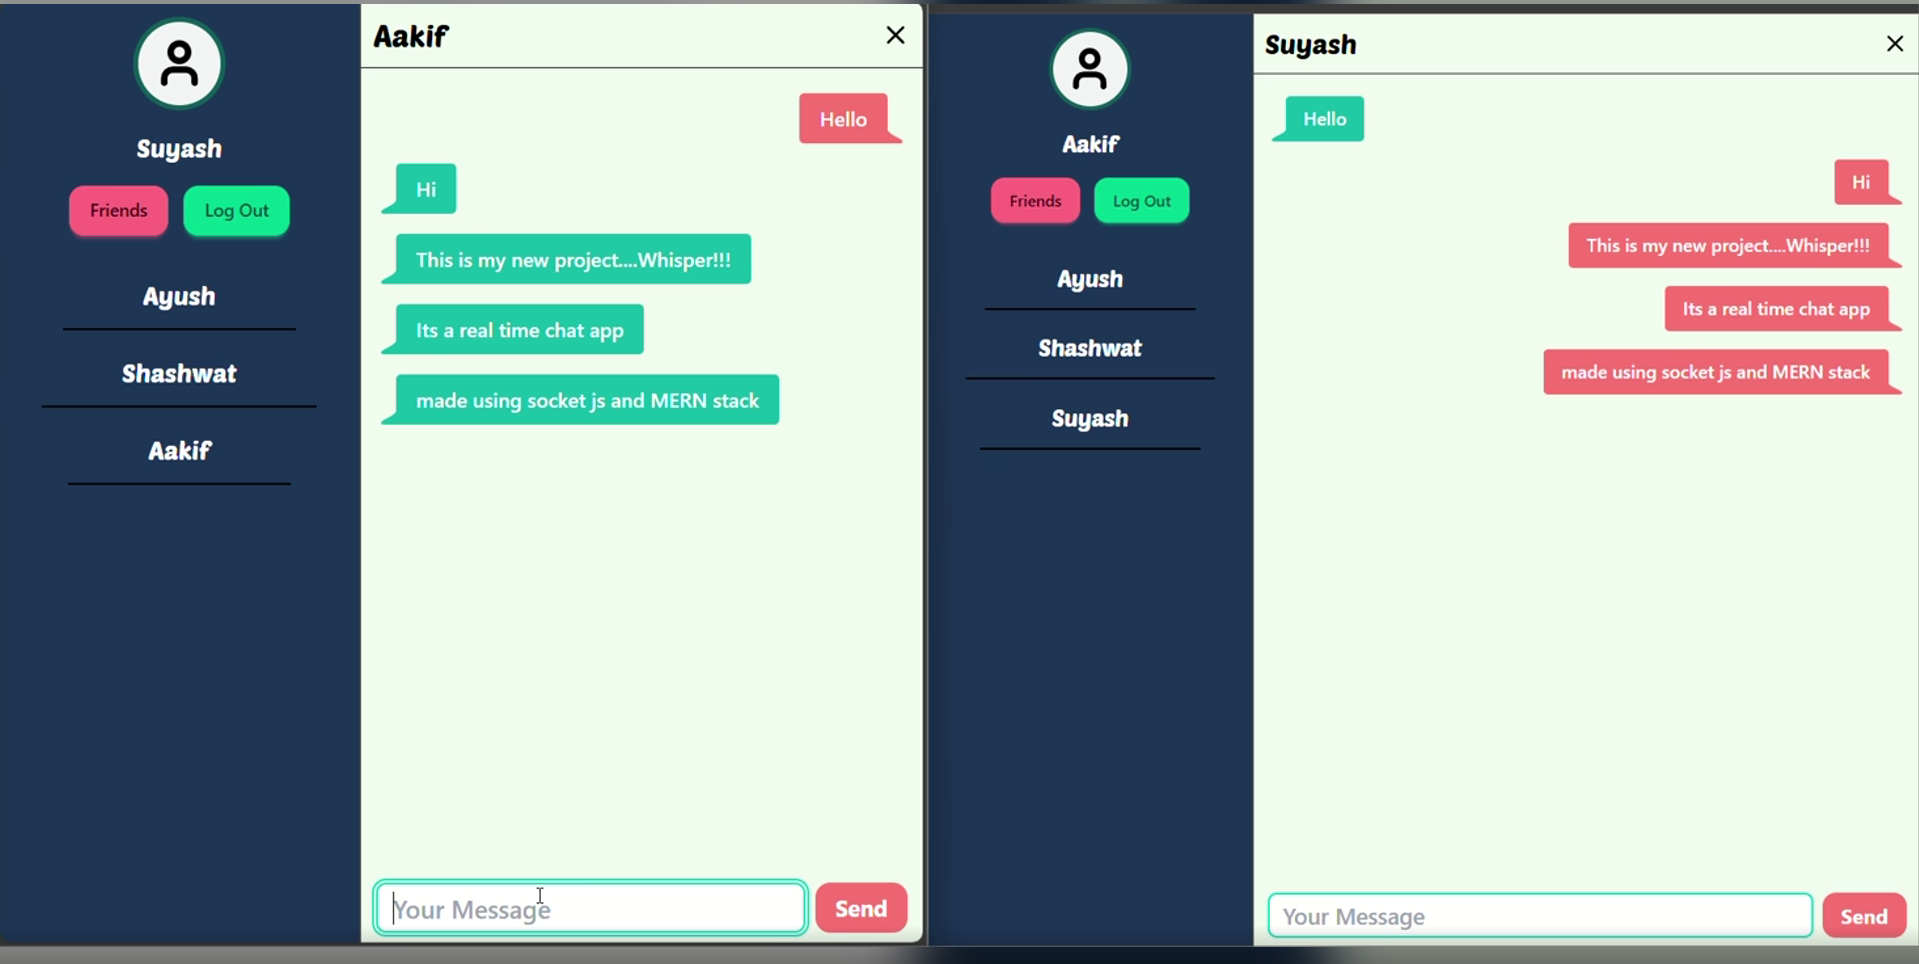 Suyash
Friends
Log Out
Ayush
Shashwat
Aakif
Aakif
Hello
Hi
This is my new project....Whisper!!!
Its a real time chat app
made using socket js and MERN stack
Your Message
Send
Aakif
Friends
Log Out
Ayush
Shashwat
Suyash
Suyash
Hello
Hi
This is my new project....Whisper!!!
Its a real time chat app
made using socket js and MERN stack
Your Message
Send